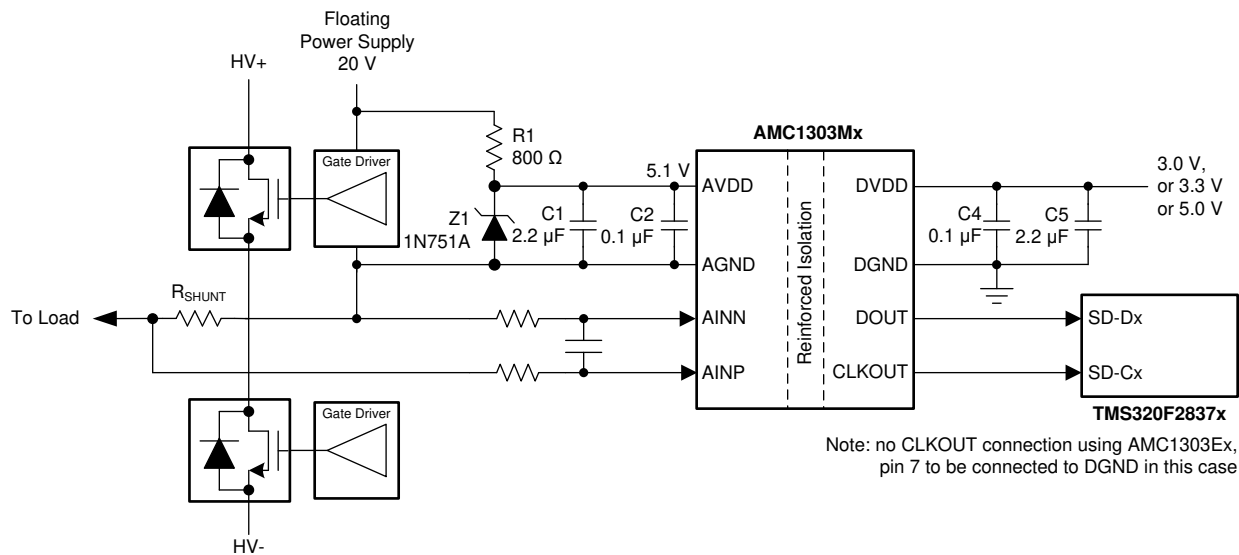 Floating
Power Supply
20 V
HV+
Gate Driver
R1
800 Ω
AMC1303Mx
5.1 V
AVDD
DVDD
3.0 V,
or 3.3 V
or 5.0 V
Z1
1N751A
C1
2.2 µF
C2
0.1 µF
C4
0.1 µF
C5
2.2 µF
Reinforced Isolation
AGND
DGND
RSHUNT
To Load
AINN
DOUT
SD-Dx
AINP
CLKOUT
SD-Cx
TMS320F2837x
Gate Driver
Note: no CLKOUT connection using AMC1303Ex,
pin 7 to be connected to DGND in this case
HV-